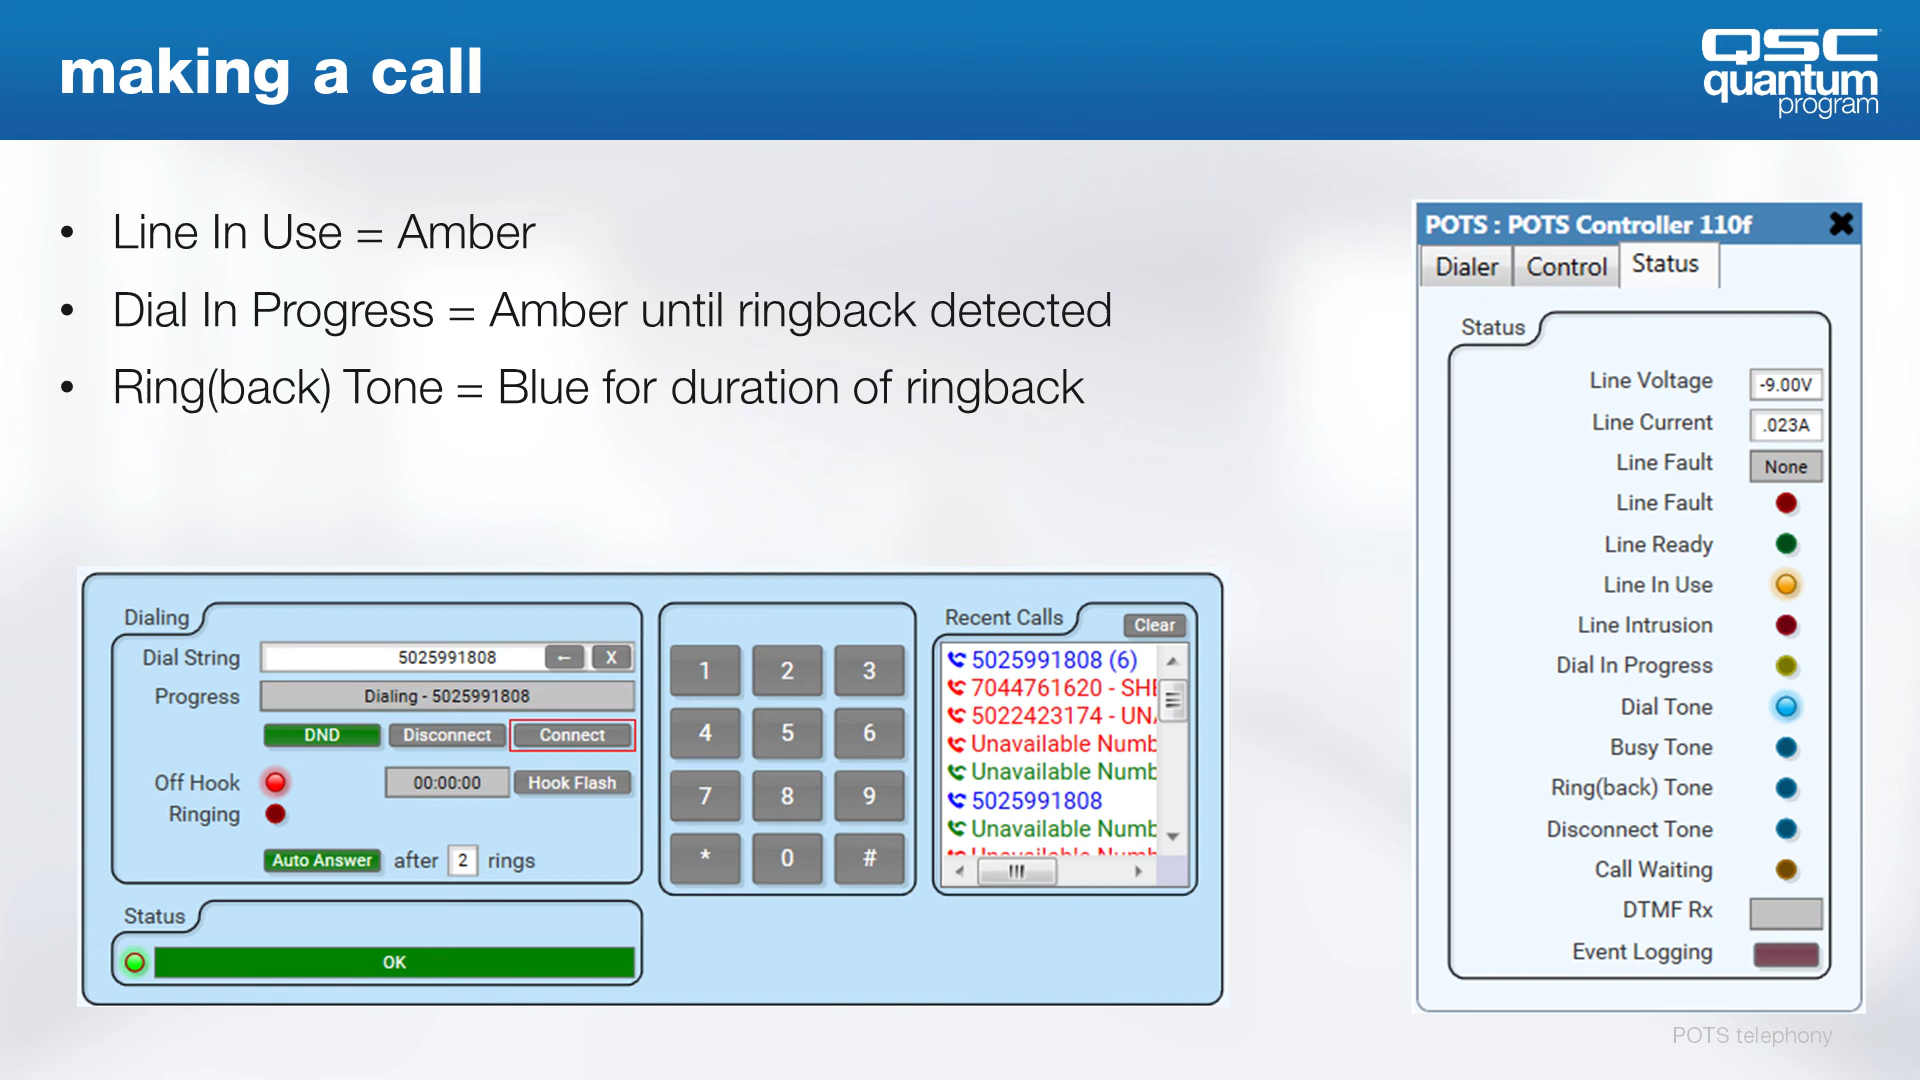 making a call
QSC
quantum
program
• Line In Use = Amber
• Dial In Progress = Amber until ringback detected
• Ring(back) Tone = Blue for duration of ringback
POTS : POTS Controller 110f
Dialer Control Status
Status
Line Voltage -9.00V
Line Current .023A
Line Fault None
Line Fault
Line Ready
Line In Use
Line Intrusion
Dial In Progress
Dial Tone
Busy Tone
Ring(back) Tone
Disconnect Tone
Call Waiting
DTMF Rx
Event Logging
Dialing
Dial String 5025991808 ← X
Progress Dialing - 5025991808
DND Disconnect Connect
Off Hook 00:00:00 Hook Flash
Ringing
Auto Answer after 2 rings
Status
OK
1 2 3
4 5 6
7 8 9
* 0 #
Recent Calls Clear
5025991808 (6)
7044761620 - SHE
5022423174 - UN
Unavailable Numb
Unavailable Numb
5025991808
Unavailable Numb
POTS telephony